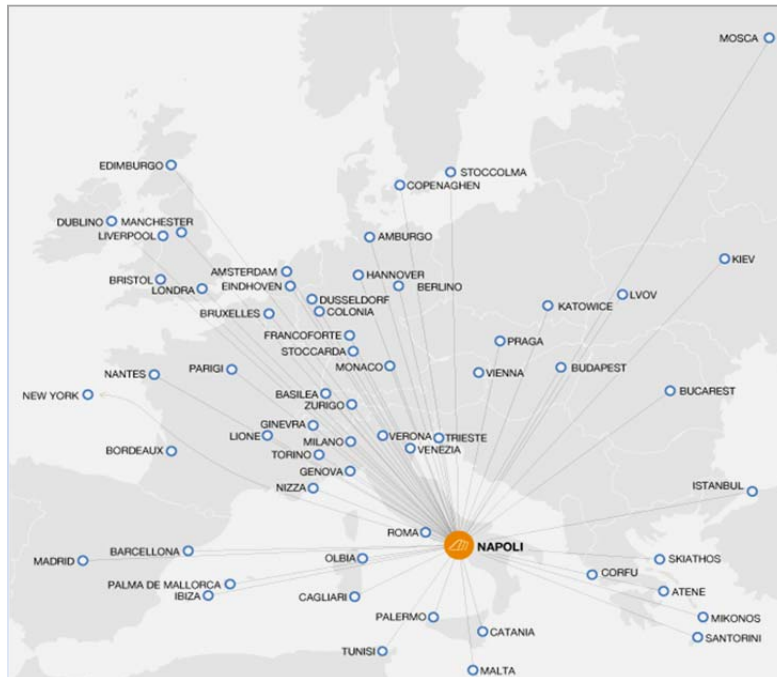 MOSCA
EDIMBURGO
STOCCOLMA
COPENAGHEN
DUBLINO
MANCHESTER
LIVERPOOL
AMBURGO
KIEV
AMSTERDAM
HANNOVER
BRISTOL
EINDHOVEN
BERLINO
LONDRA
LVOV
DUSSELDORF
KATOWICE
BRUXELLES
COLONIA
FRANCOFORTE
PRAGA
STOCCARDA
MONACO
BUDAPEST
PARIGI
NANTES
VIENNA
BUCAREST
NEW YORK
BASILEA
ZURIGO
GINEVRA
LIONE
MILANO
VERONA
TRIESTE
BORDEAUX
TORINO
VENEZIA
GENOVA
NIZZA
ISTANBUL
ROMA
NAPOLI
BARCELLONA
MADRID
OLBIA
SKIATHOS
CORFU
PALMA DE MALLORCA
ATENE
IBIZA
CAGLIARI
PALERMO
MIKONOS
CATANIA
SANTORINI
TUNISI
MALTA